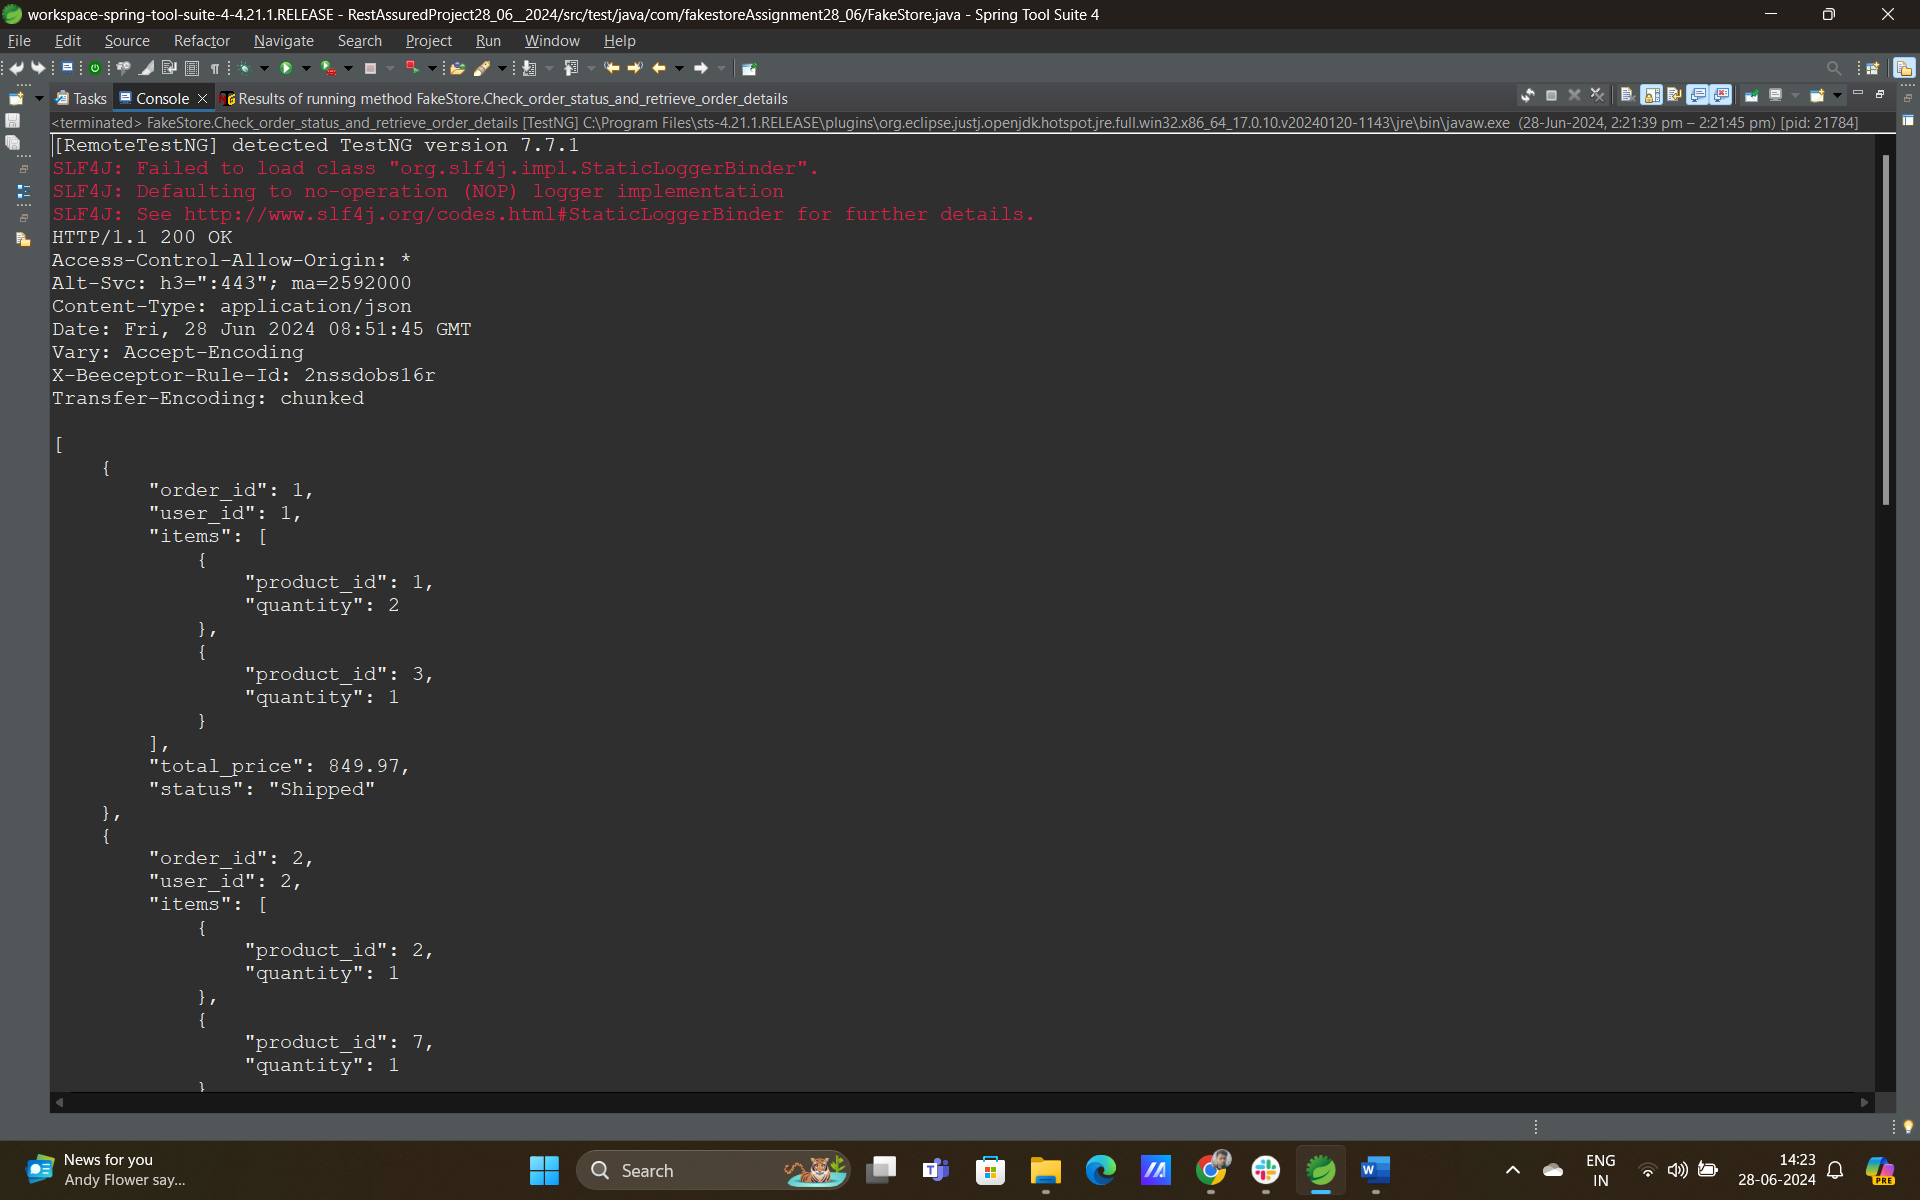 workspace-spring-tool-suite-4-4.21.1.RELEASE - RestAssuredProject28_06__2024/src/test/java/com/fakestoreAssignment28_06/FakeStore.java - Spring Tool Suite 4
File Edit Source Refactor Navigate Search Project Run Window Help
Tasks Console Results of running method FakeStore.Check_order_status_and_retrieve_order_details
<terminated> FakeStore.Check_order_status_and_retrieve_order_details [TestNG] C:\Program Files\sts-4.21.1.RELEASE\plugins\org.eclipse.justj.openjdk.hotspot.jre.full.win32.x86_64_17.0.10.v20240120-1143\jre\bin\javaw.exe (28-Jun-2024, 2:21:39 pm – 2:21:45 pm) [pid: 21784]
[RemoteTestNG] detected TestNG version 7.7.1
SLF4J: Failed to load class "org.slf4j.impl.StaticLoggerBinder".
SLF4J: Defaulting to no-operation (NOP) logger implementation
SLF4J: See http://www.slf4j.org/codes.html#StaticLoggerBinder for further details.
HTTP/1.1 200 OK
Access-Control-Allow-Origin: *
Alt-Svc: h3=":443"; ma=2592000
Content-Type: application/json
Date: Fri, 28 Jun 2024 08:51:45 GMT
Vary: Accept-Encoding
X-Beeceptor-Rule-Id: 2nssdobs16r
Transfer-Encoding: chunked
[
    {
        "order_id": 1,
        "user_id": 1,
        "items": [
            {
                "product_id": 1,
                "quantity": 2
            },
            {
                "product_id": 3,
                "quantity": 1
            }
        ],
        "total_price": 849.97,
        "status": "Shipped"
    },
    {
        "order_id": 2,
        "user_id": 2,
        "items": [
            {
                "product_id": 2,
                "quantity": 1
            },
            {
                "product_id": 7,
                "quantity": 1
            }
News for you
Andy Flower say...
Search
ENG
IN
14:23
28-06-2024
PRE